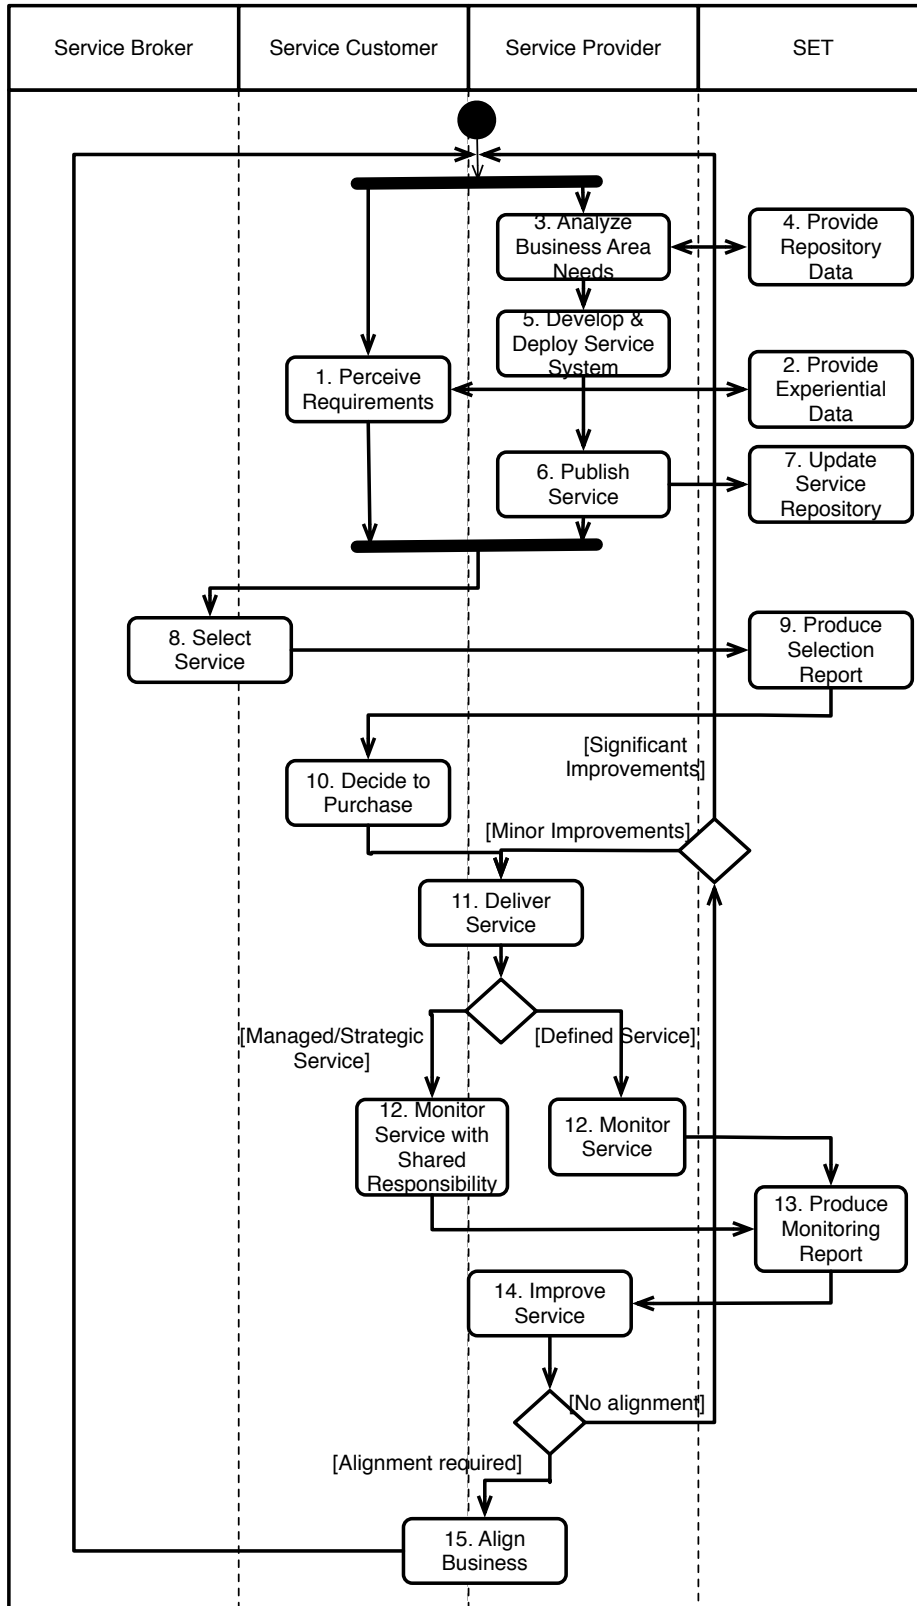 Service Broker
Service Customer
Service Provider
SET
3. Analyze
Business Area
Needs
4. Provide
Repository
Data
5. Develop &
Deploy Service
System
1. Perceive
Requirements
2. Provide
Experiential
Data
6. Publish
Service
7. Update
Service
Repository
8. Select
Service
9. Produce
Selection
Report
[Significant
Improvements]
10. Decide to
Purchase
[Minor Improvements]
11. Deliver
Service
[Managed/Strategic
Service]
[Defined Service]
12. Monitor
Service with
Shared
Responsibility
12. Monitor
Service
13. Produce
Monitoring
Report
14. Improve
Service
[No alignment]
[Alignment required]
15. Align
Business